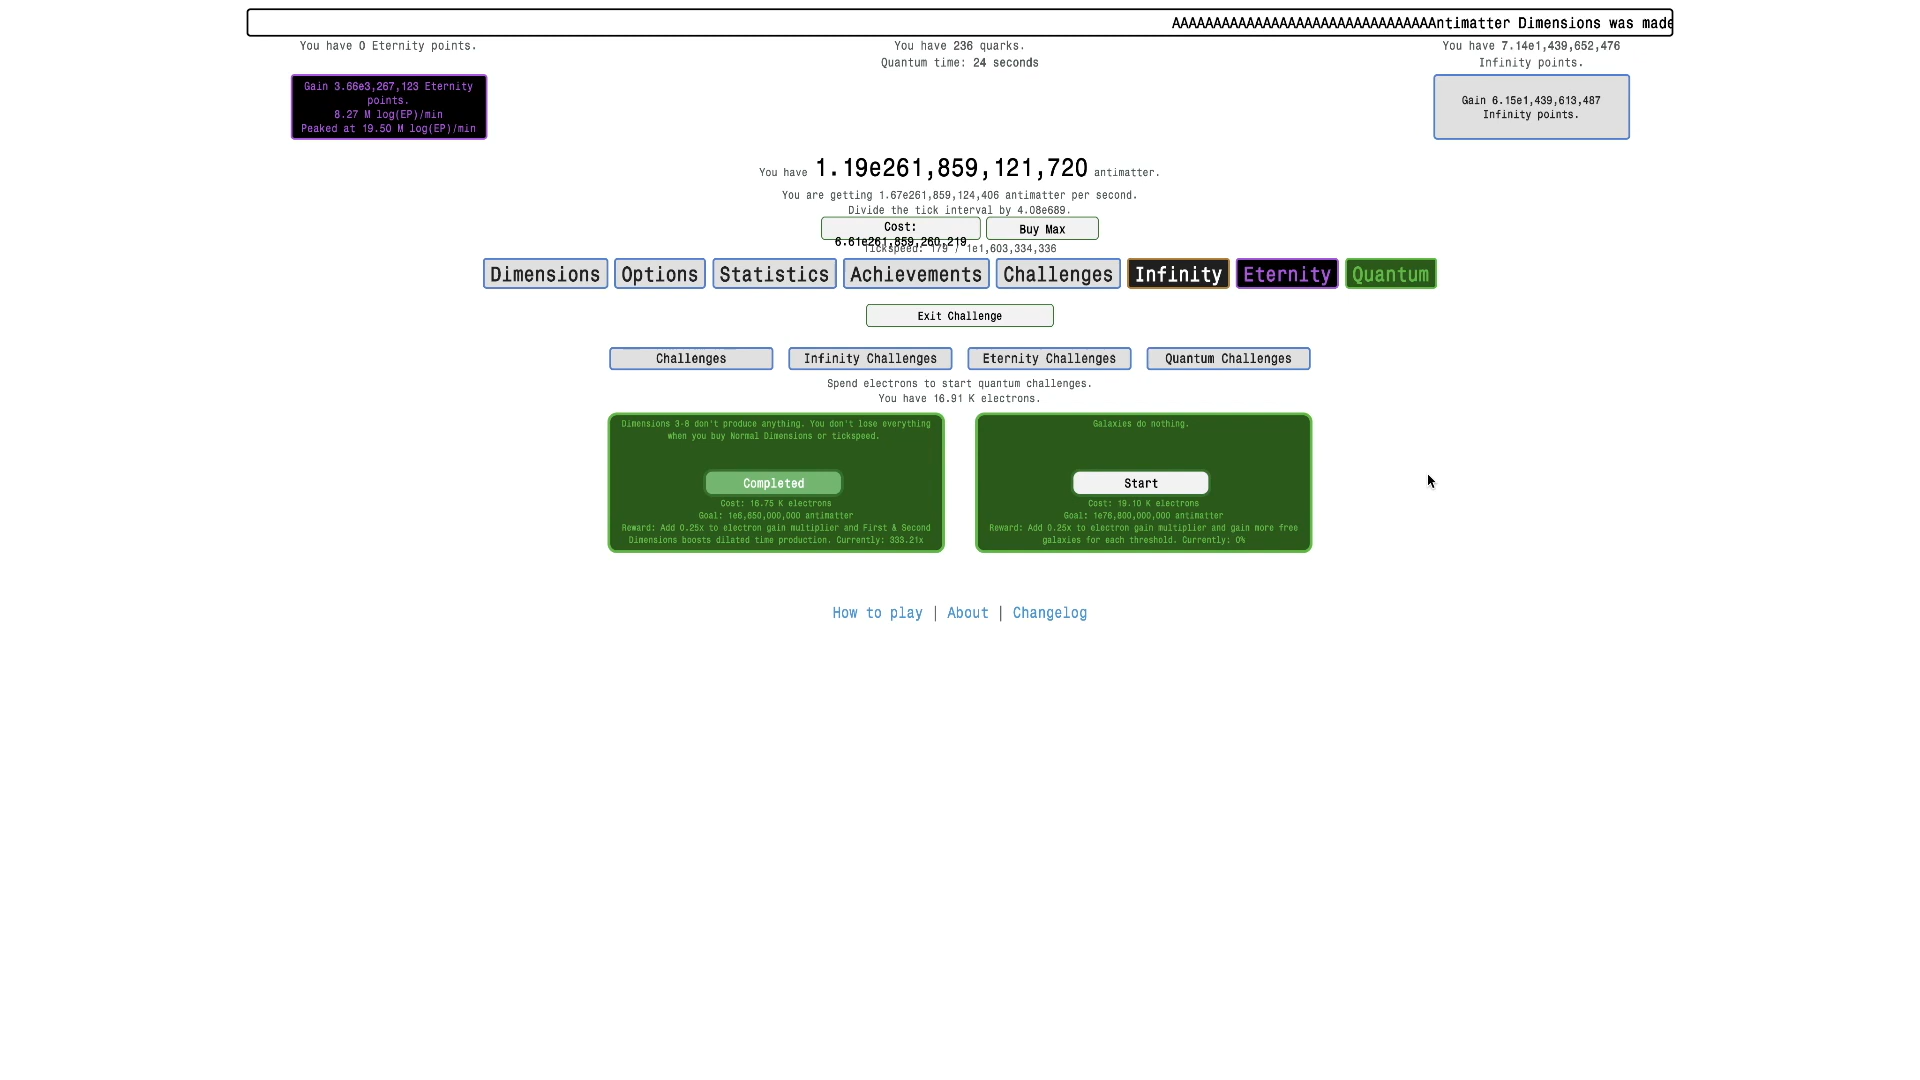 AAAAAAAAAAAAAAAAAAAAAAAAAAAAAAAAntimatter Dimensions was made
You have 0 Eternity points.
You have 236 quarks.
Quantum time: 24 seconds
You have 7.14e1,439,652,476
Infinity points.
Gain 3.66e3,267,123 Eternity
points.
8.27 M log(EP)/min
Peaked at 19.50 M log(EP)/min
Gain 6.15e1,439,613,487
Infinity points.
You have 1.19e261,859,121,720 antimatter.
You are getting 1.67e261,859,124,406 antimatter per second.
Divide the tick interval by 4.08e689.
Cost:
6.61e261,859,260,219
Buy Max
Tickspeed: 179 / 1e1,603,334,336
Dimensions Options Statistics Achievements Challenges Infinity Eternity Quantum
Exit Challenge
Challenges Infinity Challenges Eternity Challenges Quantum Challenges
Spend electrons to start quantum challenges.
You have 16.91 K electrons.
Dimensions 3-8 don't produce anything. You don't lose everything
when you buy Normal Dimensions or tickspeed.
Completed
Cost: 16.75 K electrons
Goal: 1e6,650,000,000 antimatter
Reward: Add 0.25x to electron gain multiplier and First & Second
Dimensions boosts dilated time production. Currently: 333.21x
Galaxies do nothing.
Start
Cost: 19.10 K electrons
Goal: 1e76,800,000,000 antimatter
Reward: Add 0.25x to electron gain multiplier and gain more free
galaxies for each threshold. Currently: 0%
How to play | About | Changelog